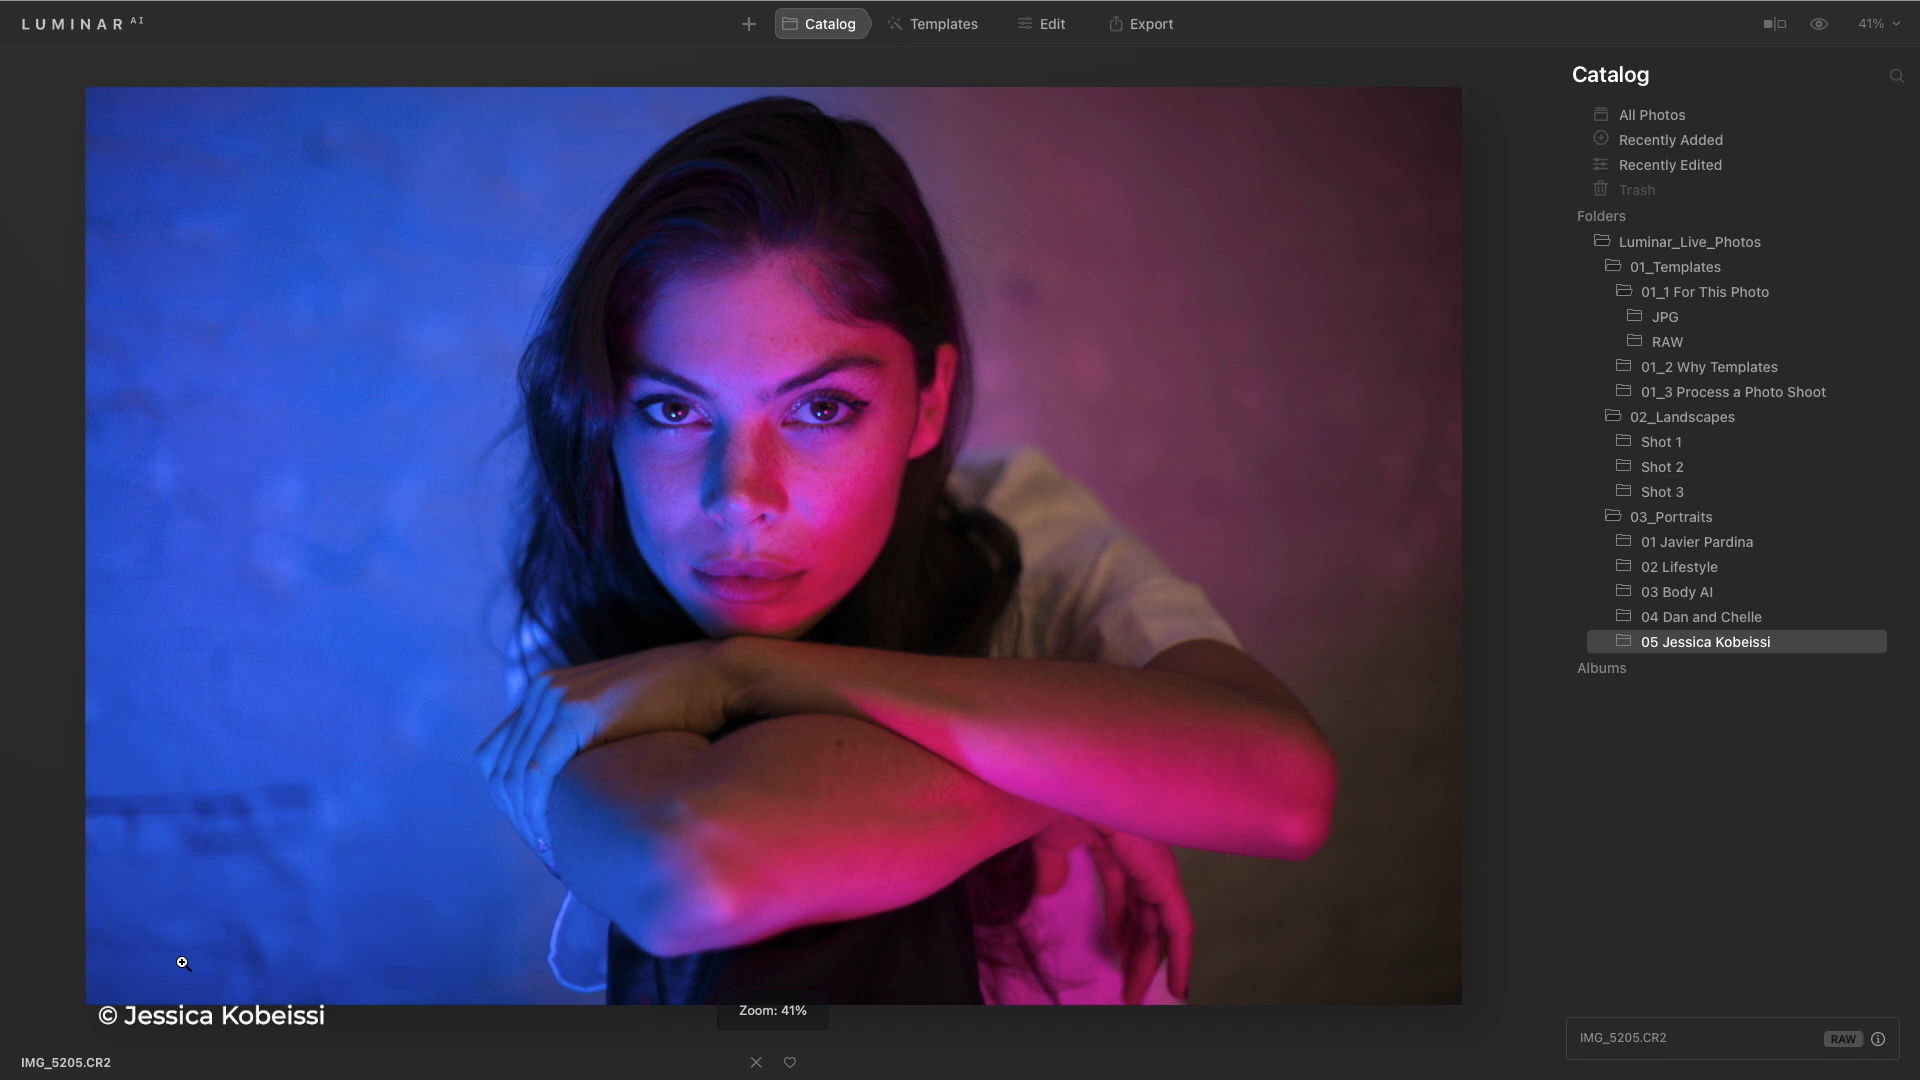 LUMINAR AI
Catalog
Templates
Edit
Export
41%
Catalog
All Photos
Recently Added
Recently Edited
Trash
Folders
Luminar_Live_Photos
01_Templates
01_1 For This Photo
JPG
RAW
01_2 Why Templates
01_3 Process a Photo Shoot
02_Landscapes
Shot 1
Shot 2
Shot 3
03_Portraits
01 Javier Pardina
02 Lifestyle
03 Body AI
04 Dan and Chelle
05 Jessica Kobeissi
Albums
© Jessica Kobeissi
Zoom: 41%
IMG_5205.CR2
RAW
IMG_5205.CR2